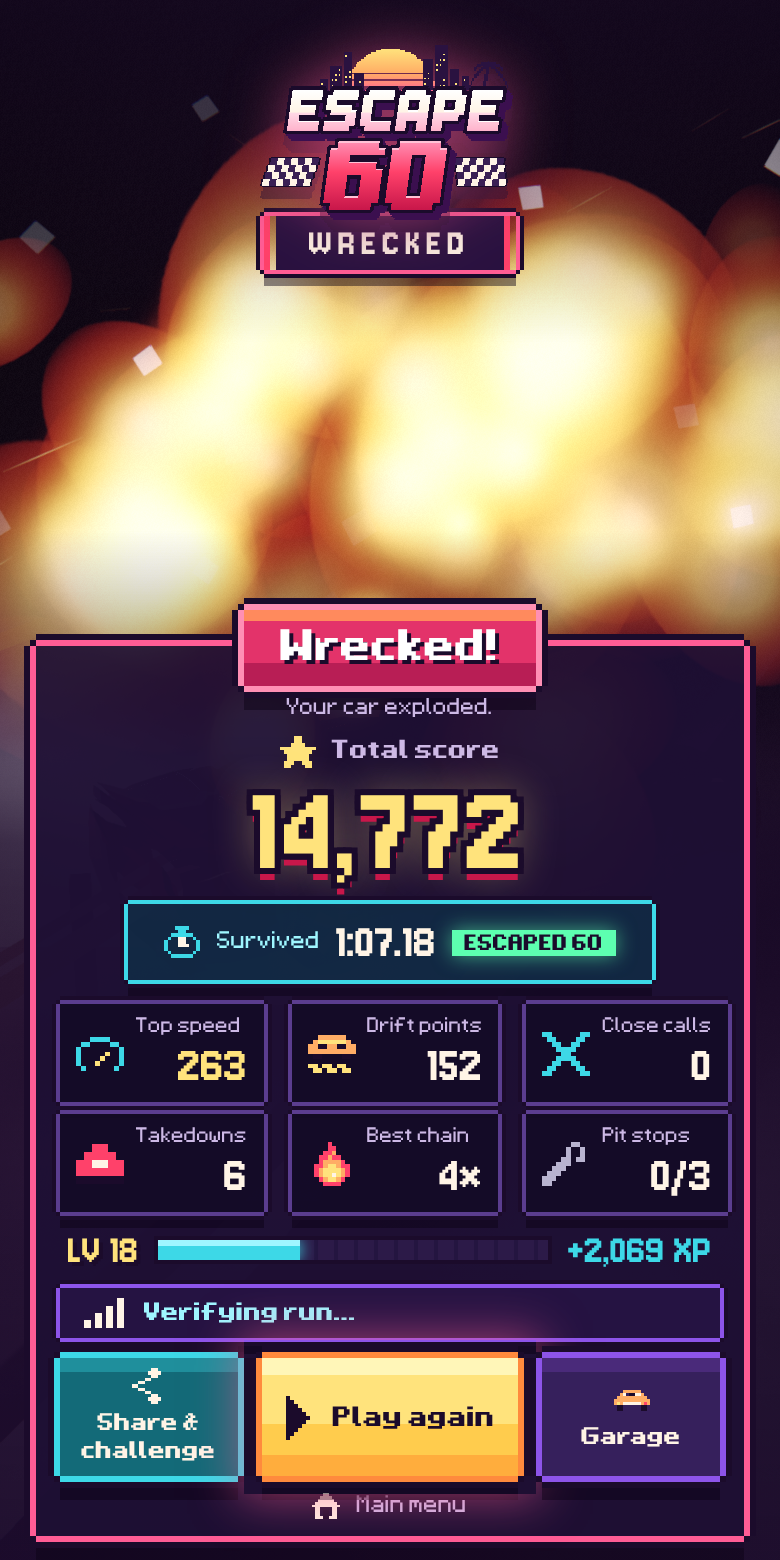 ESCAPE
60
WRECKED
Wrecked!
Your car exploded.
Total score
14,772
Survived 1:07.18 ESCAPED 60
Top speed
263
Drift points
152
Close calls
0
Takedowns
6
Best chain
4×
Pit stops
0/3
LV 18 +2,069 XP
Verifying run...
Share &
challenge
Play again
Garage
Main menu